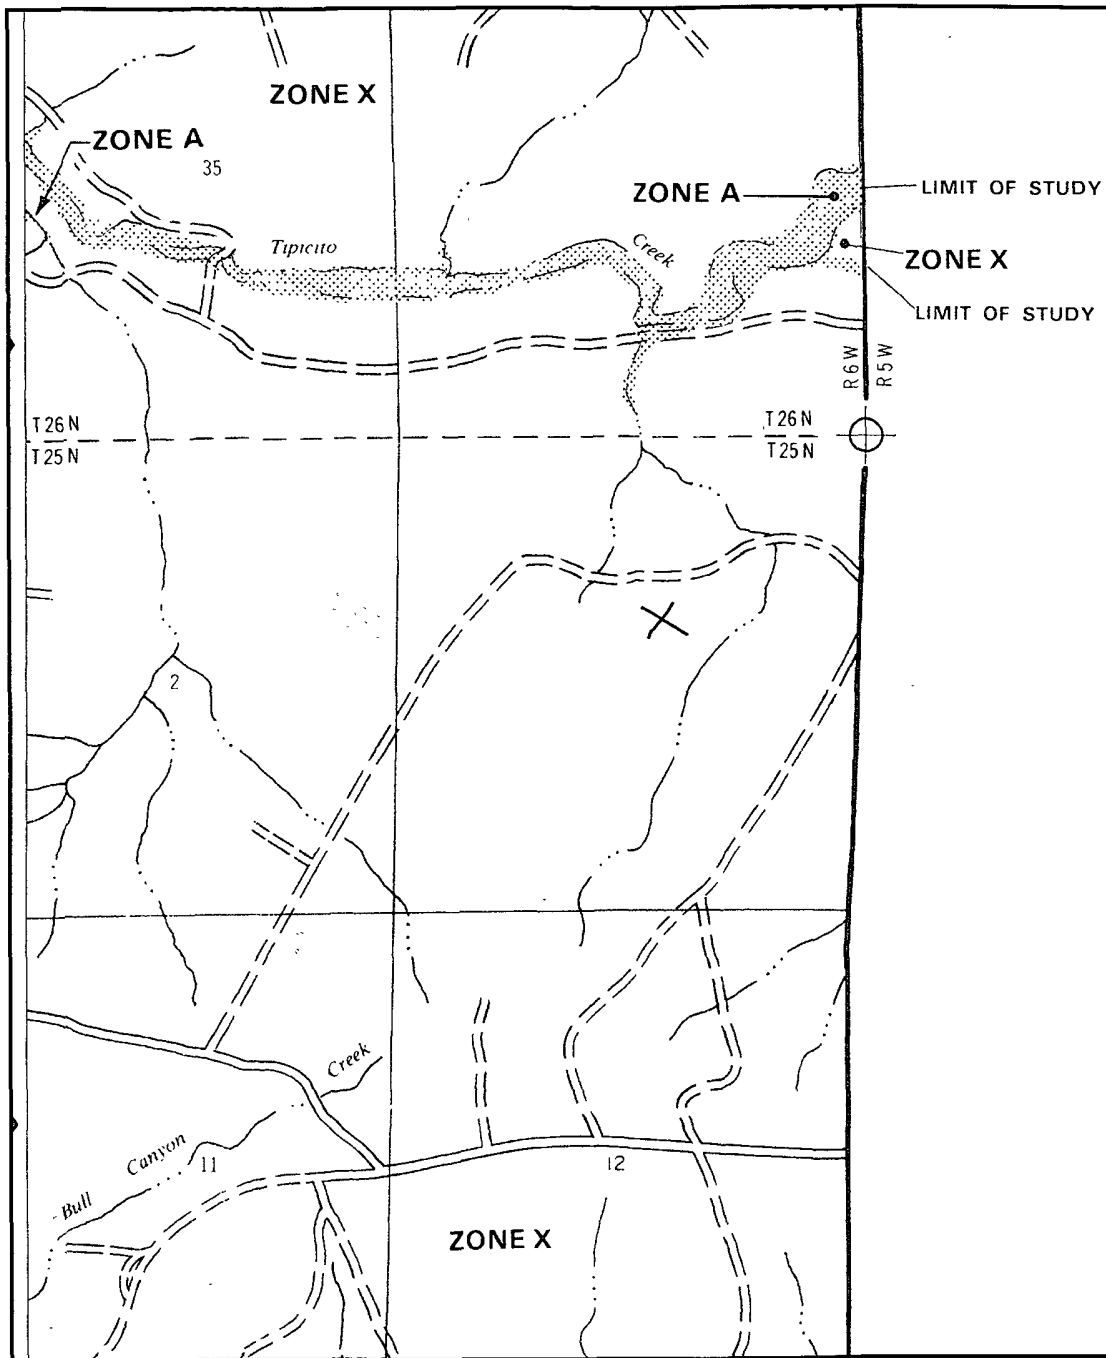 ZONE X
ZONE A
35
ZONE A
LIMIT OF STUDY
Tipicito
Creek
ZONE X
LIMIT OF STUDY
R6W
R5W
T26N
T25N
T26N
T25N
2
Creek
Canyon
11
12
Bull
ZONE X